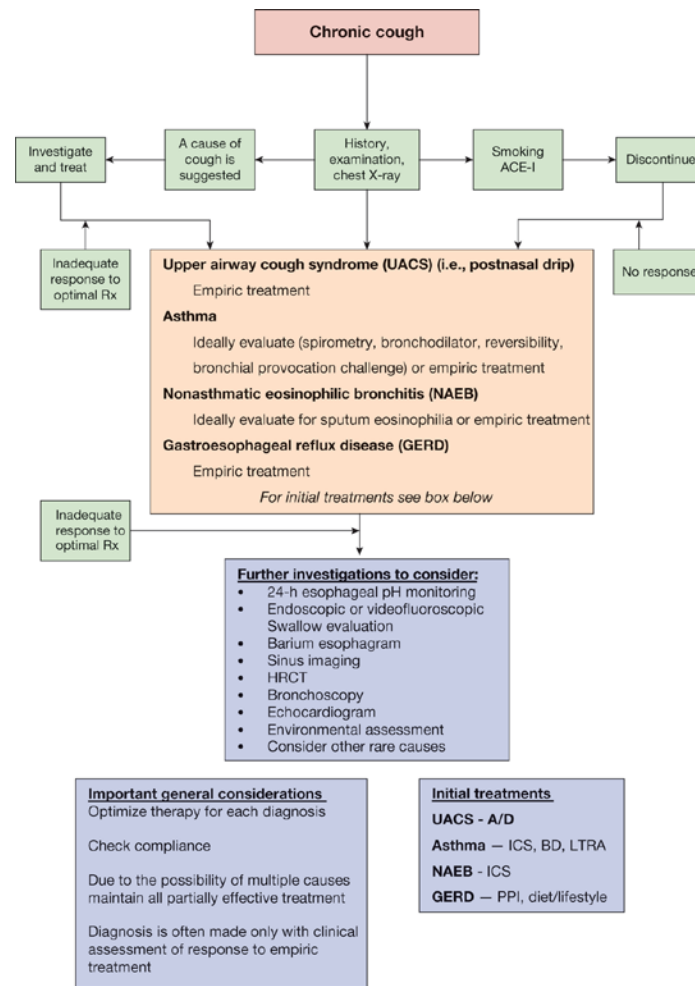 Chronic cough
Investigate
and treat
A cause of
cough is
suggested
History,
examination,
chest X-ray
Smoking
ACE-I
Discontinue
Inadequate
response to
optimal Rx
No response
Upper airway cough syndrome (UACS) (i.e., postnasal drip)
Empiric treatment
Asthma
Ideally evaluate (spirometry, bronchodilator, reversibility,
bronchial provocation challenge) or empiric treatment
Nonasthmatic eosinophilic bronchitis (NAEB)
Ideally evaluate for sputum eosinophilia or empiric treatment
Gastroesophageal reflux disease (GERD)
Empiric treatment
For initial treatments see box below
Inadequate
response to
optimal Rx
Further investigations to consider:
• 24-h esophageal pH monitoring
• Endoscopic or videofluoroscopic
Swallow evaluation
• Barium esophagram
• Sinus imaging
• HRCT
• Bronchoscopy
• Echocardiogram
• Environmental assessment
• Consider other rare causes
Important general considerations
Optimize therapy for each diagnosis
Check compliance
Due to the possibility of multiple causes
maintain all partially effective treatment
Diagnosis is often made only with clinical
assessment of response to empiric
treatment
Initial treatments
UACS - A/D
Asthma — ICS, BD, LTRA
NAEB - ICS
GERD — PPI, diet/lifestyle